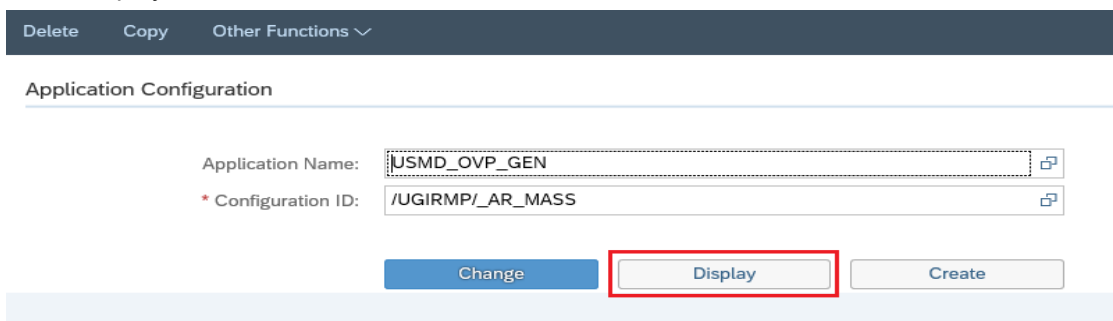 Delete Copy Other Functions
Application Configuration
Application Name: USMD_OVP_GEN
* Configuration ID: /UGIRMP/_AR_MASS
Change Display Create